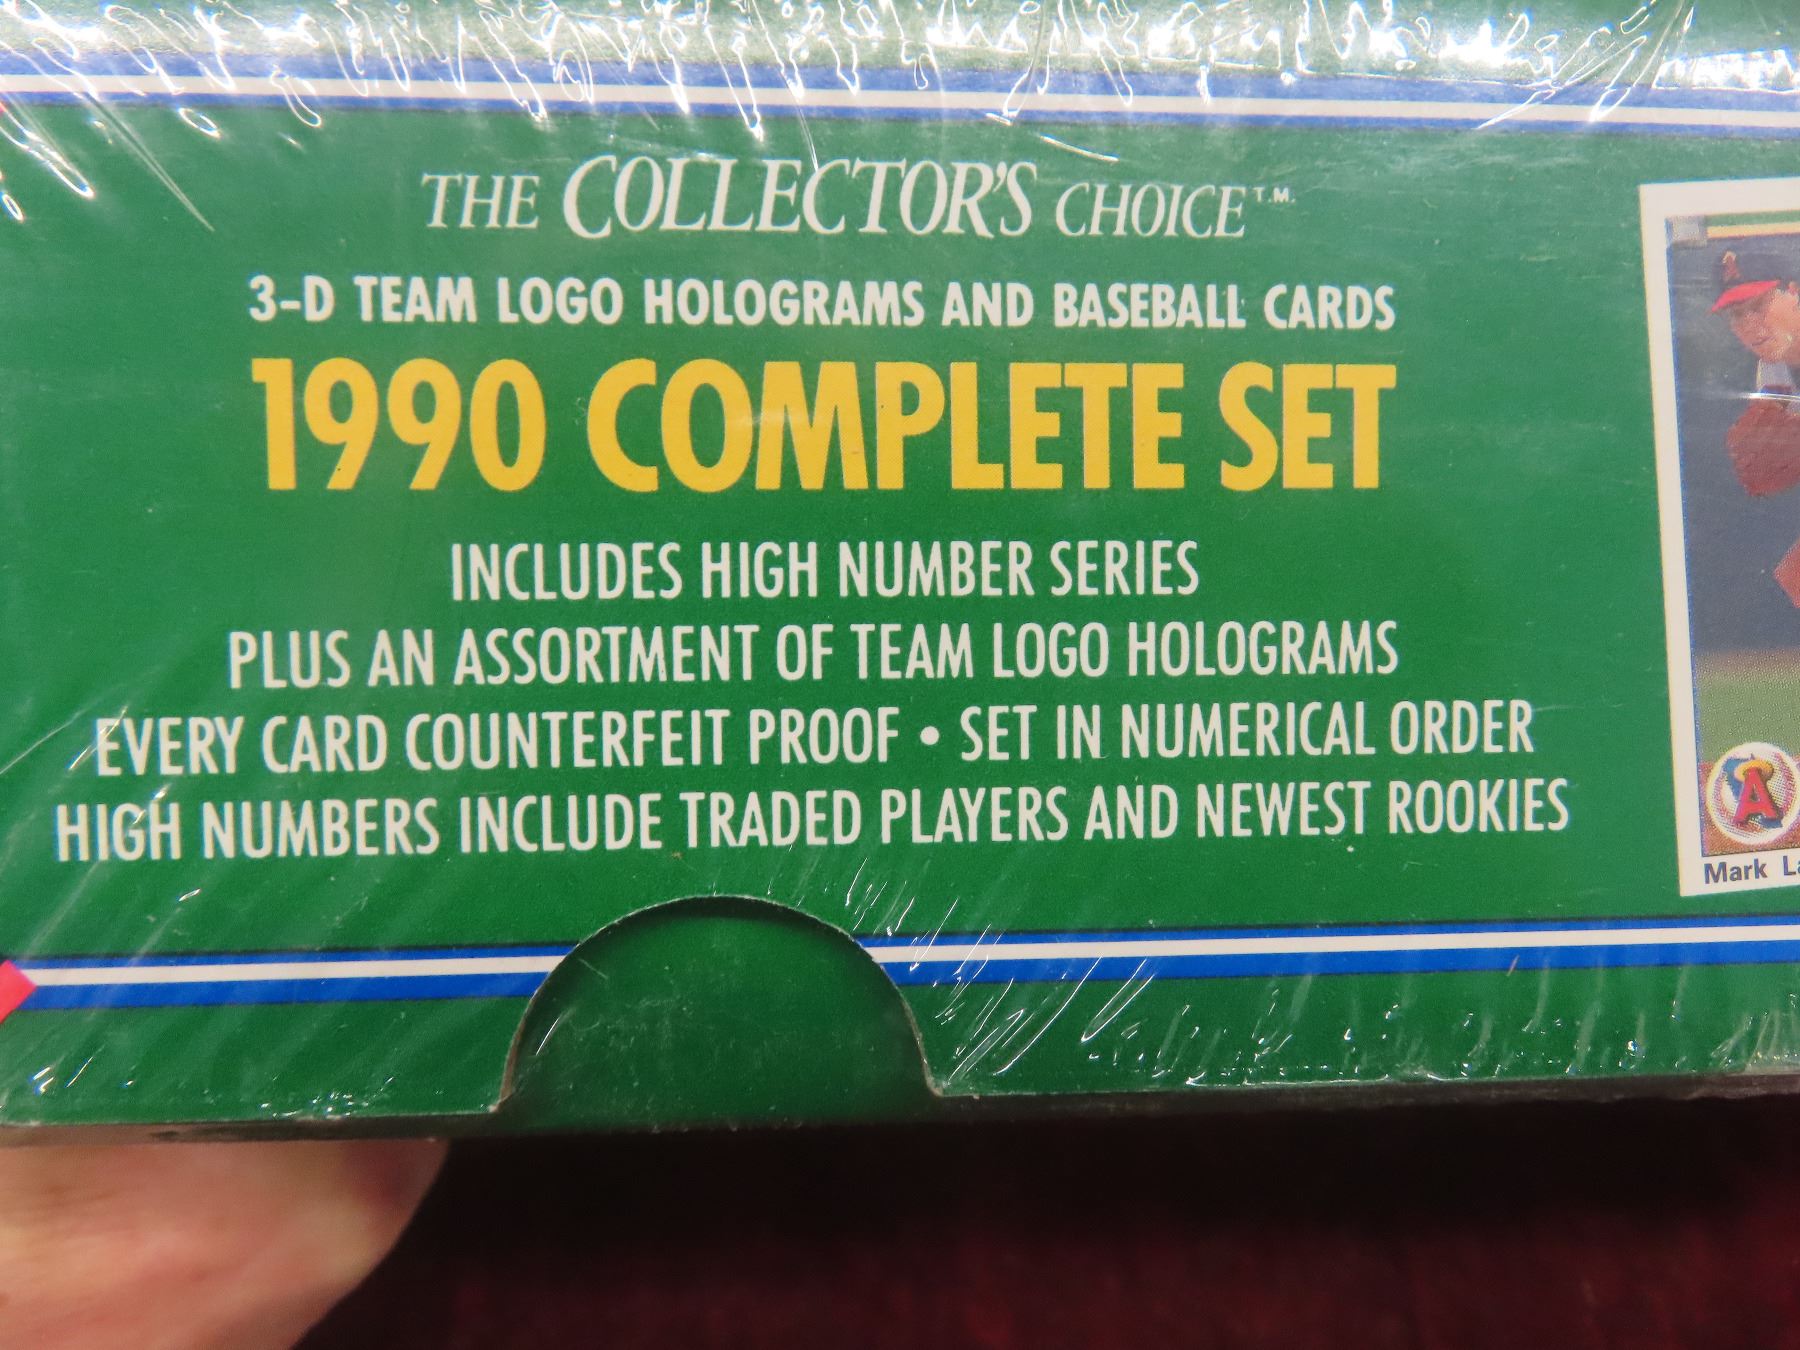 THE COLLECTOR'S CHOICE T.M.
3-D TEAM LOGO HOLOGRAMS AND BASEBALL CARDS
1990 COMPLETE SET
INCLUDES HIGH NUMBER SERIES
PLUS AN ASSORTMENT OF TEAM LOGO HOLOGRAMS
EVERY CARD COUNTERFEIT PROOF • SET IN NUMERICAL ORDER
HIGH NUMBERS INCLUDE TRADED PLAYERS AND NEWEST ROOKIES
A
A
Mark